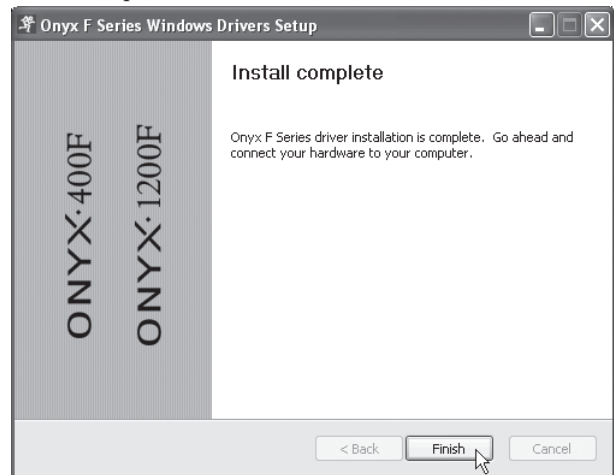 Onyx F Series Windows Drivers Setup
Install complete
Onyx F Series driver installation is complete.  Go ahead and
connect your hardware to your computer.
ONYX·400F
ONYX·1200F
< Back
Finish
Cancel